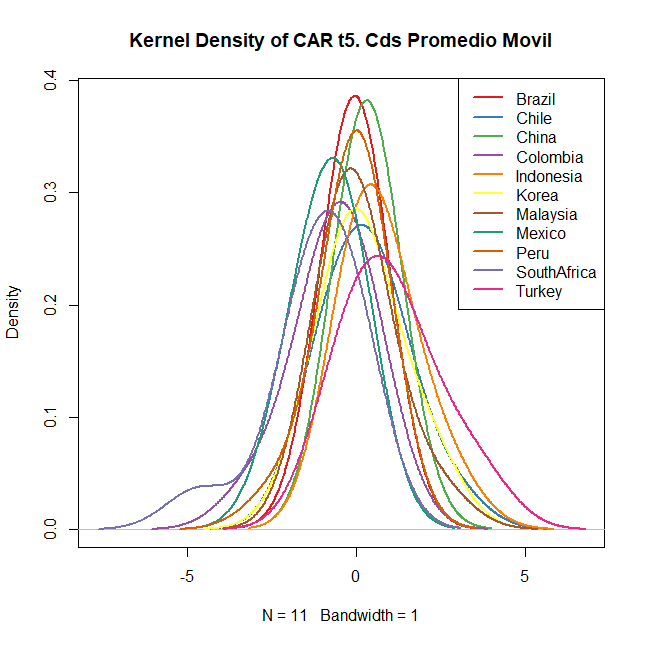 Kernel Density of CAR t5. Cds Promedio Movil
Density
0.4
0.3
0.2
0.1
0.0
Brazil
Chile
China
Colombia
Indonesia
Korea
Malaysia
Mexico
Peru
SouthAfrica
Turkey
-5 0 5
N = 11 Bandwidth = 1